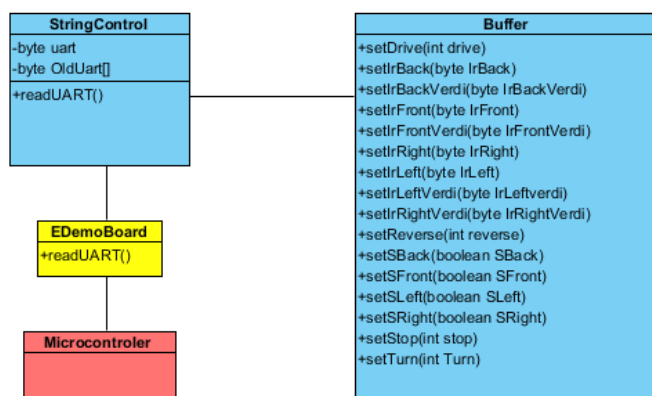 StringControl
-byte uart
-byte OldUart[]
+readUART()
EDemoBoard
+readUART()
Microcontroler
Buffer
+setDrive(int drive)
+setIrBack(byte IrBack)
+setIrBackVerdi(byte IrBackVerdi)
+setIrFront(byte IrFront)
+setIrFrontVerdi(byte IrFrontVerdi)
+setIrRight(byte IrRight)
+setIrLeft(byte IrLeft)
+setIrLeftVerdi(byte IrLeftverdi)
+setIrRightVerdi(byte IrRightVerdi)
+setReverse(int reverse)
+setSBack(boolean SBack)
+setSFront(boolean SFront)
+setSLeft(boolean SLeft)
+setSRight(boolean SRight)
+setStop(int stop)
+setTurn(int Turn)